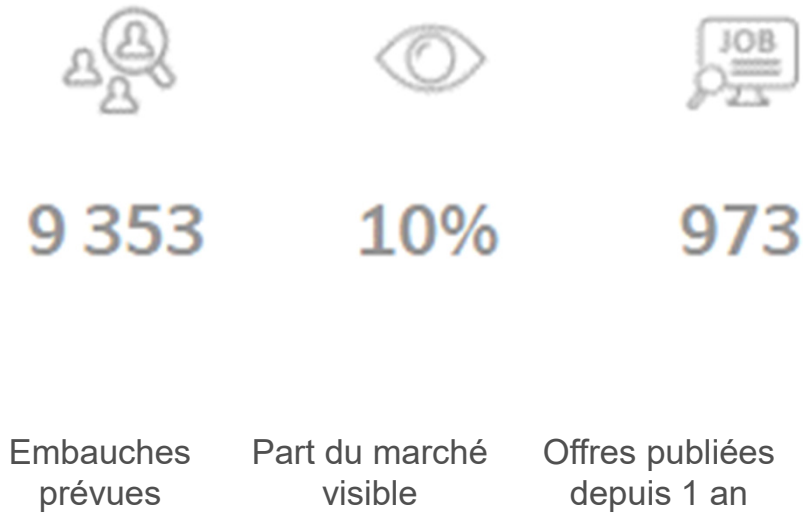 JOB
9 353 10% 973
Embauches Part du marché Offres publiées
prévues visible depuis 1 an